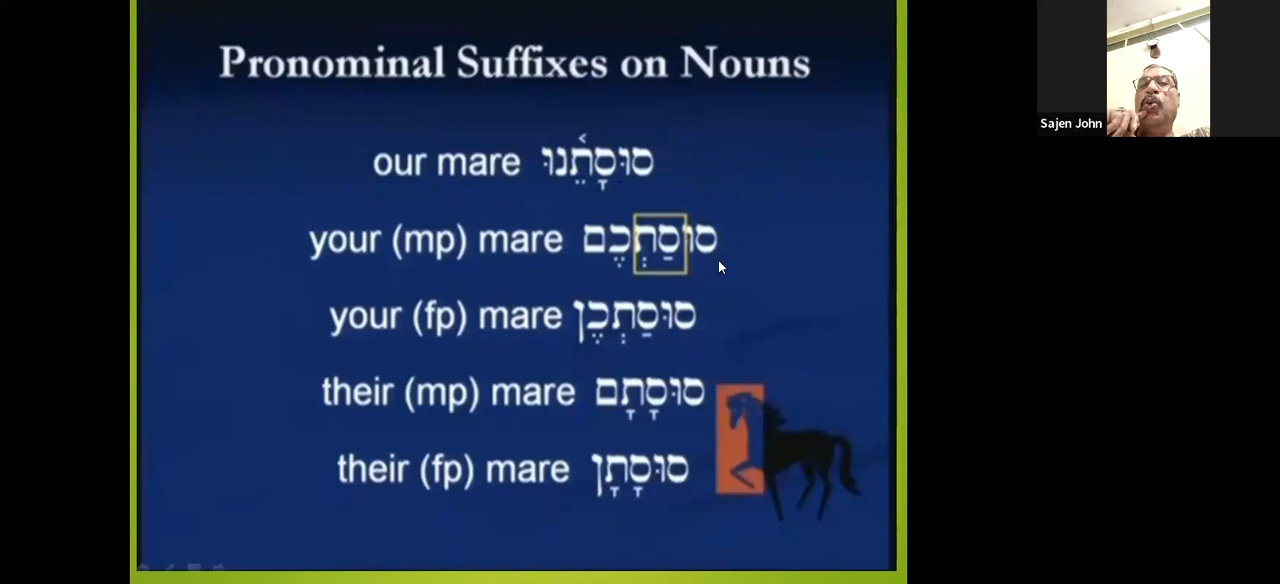 Pronominal Suffixes on Nouns
Sajen John
our mare סוּסָתֵ֫נוּ
your (mp) mare סוּסַתְכֶם
your (fp) mare סוּסַתְכֶן
their (mp) mare סוּסָתָם
their (fp) mare סוּסָתָן